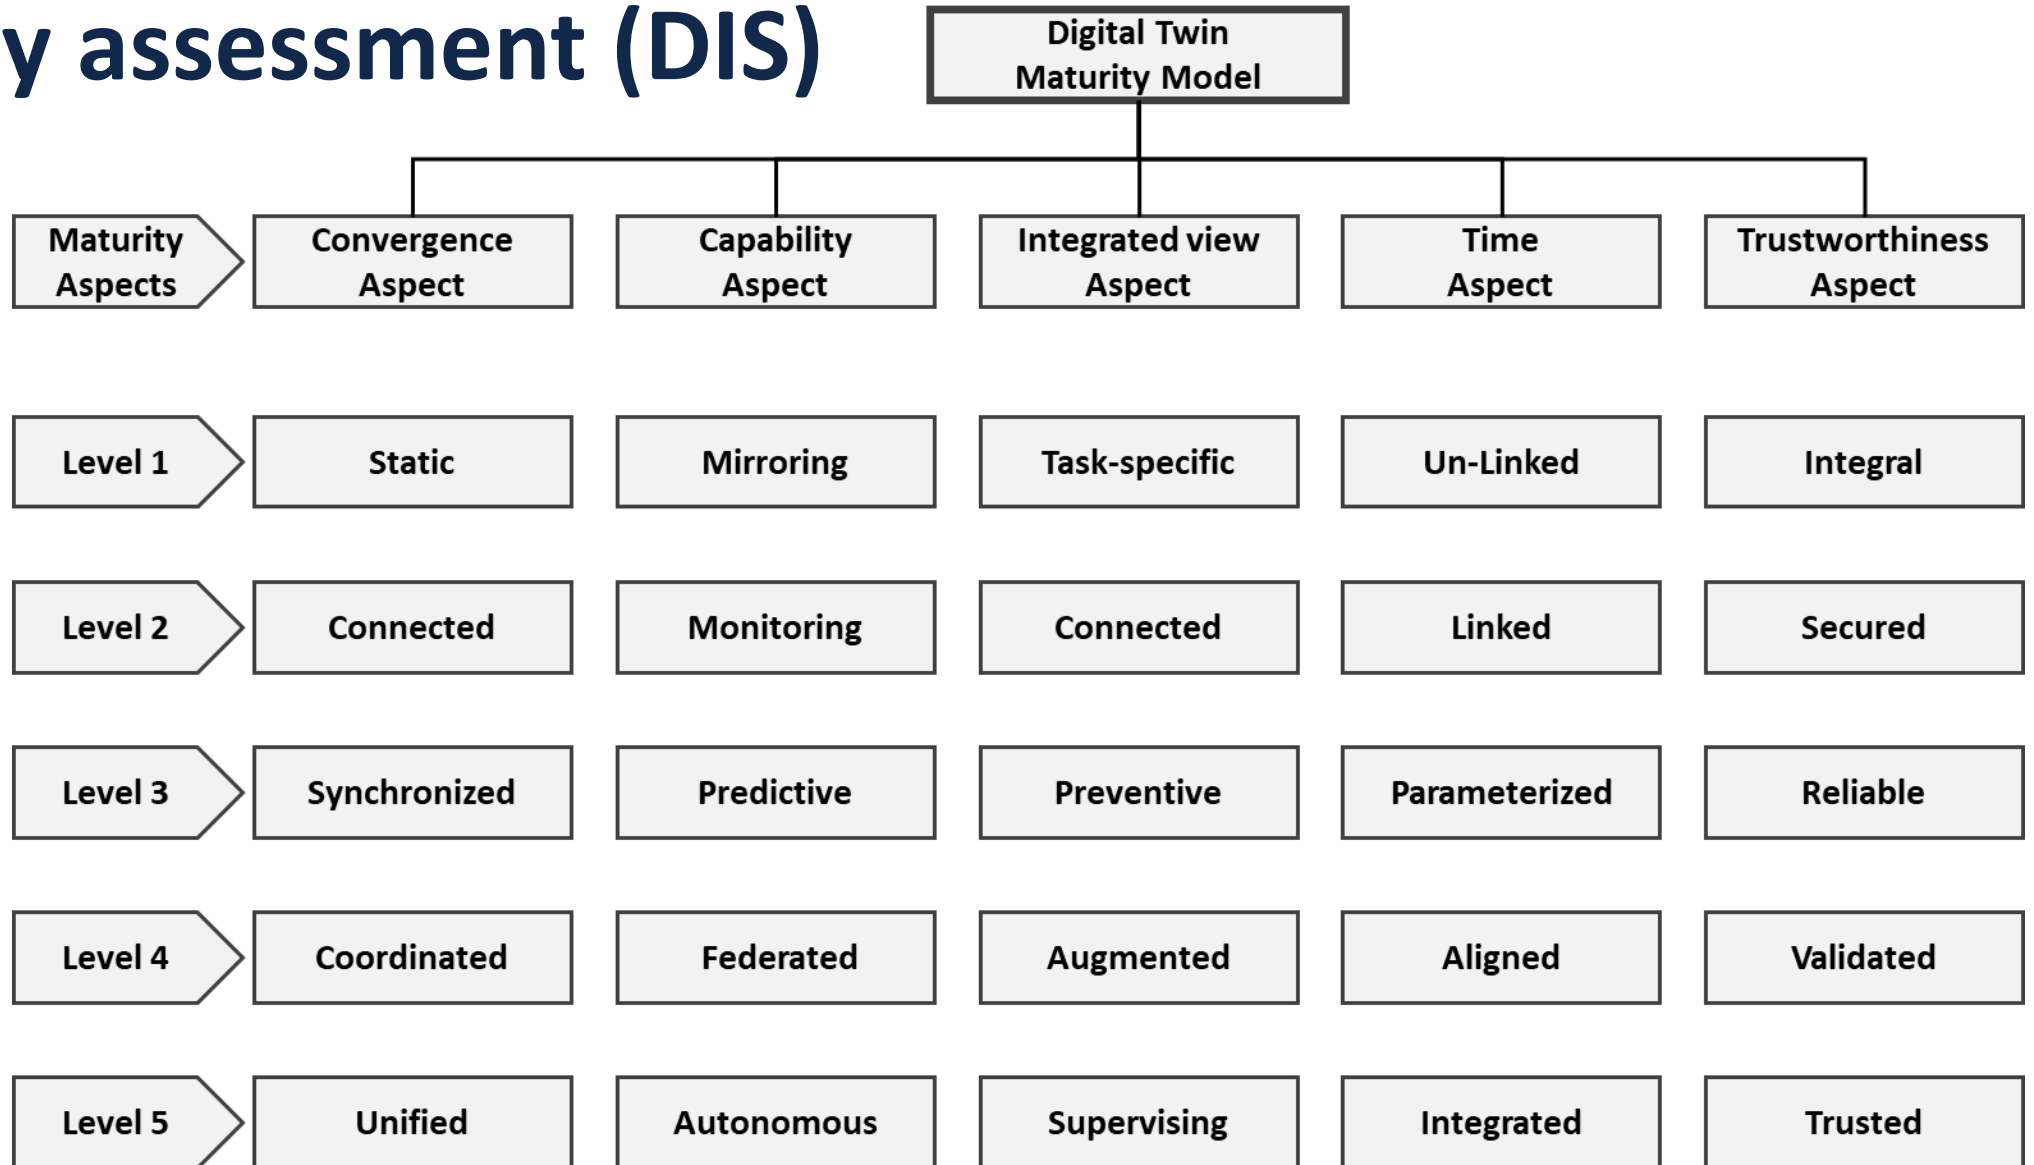 y assessment (DIS)
Digital Twin
Maturity Model
Maturity
Aspects
Convergence
Aspect
Capability
Aspect
Integrated view
Aspect
Time
Aspect
Trustworthiness
Aspect
Level 1
Static
Mirroring
Task-specific
Un-Linked
Integral
Level 2
Connected
Monitoring
Connected
Linked
Secured
Level 3
Synchronized
Predictive
Preventive
Parameterized
Reliable
Level 4
Coordinated
Federated
Augmented
Aligned
Validated
Level 5
Unified
Autonomous
Supervising
Integrated
Trusted